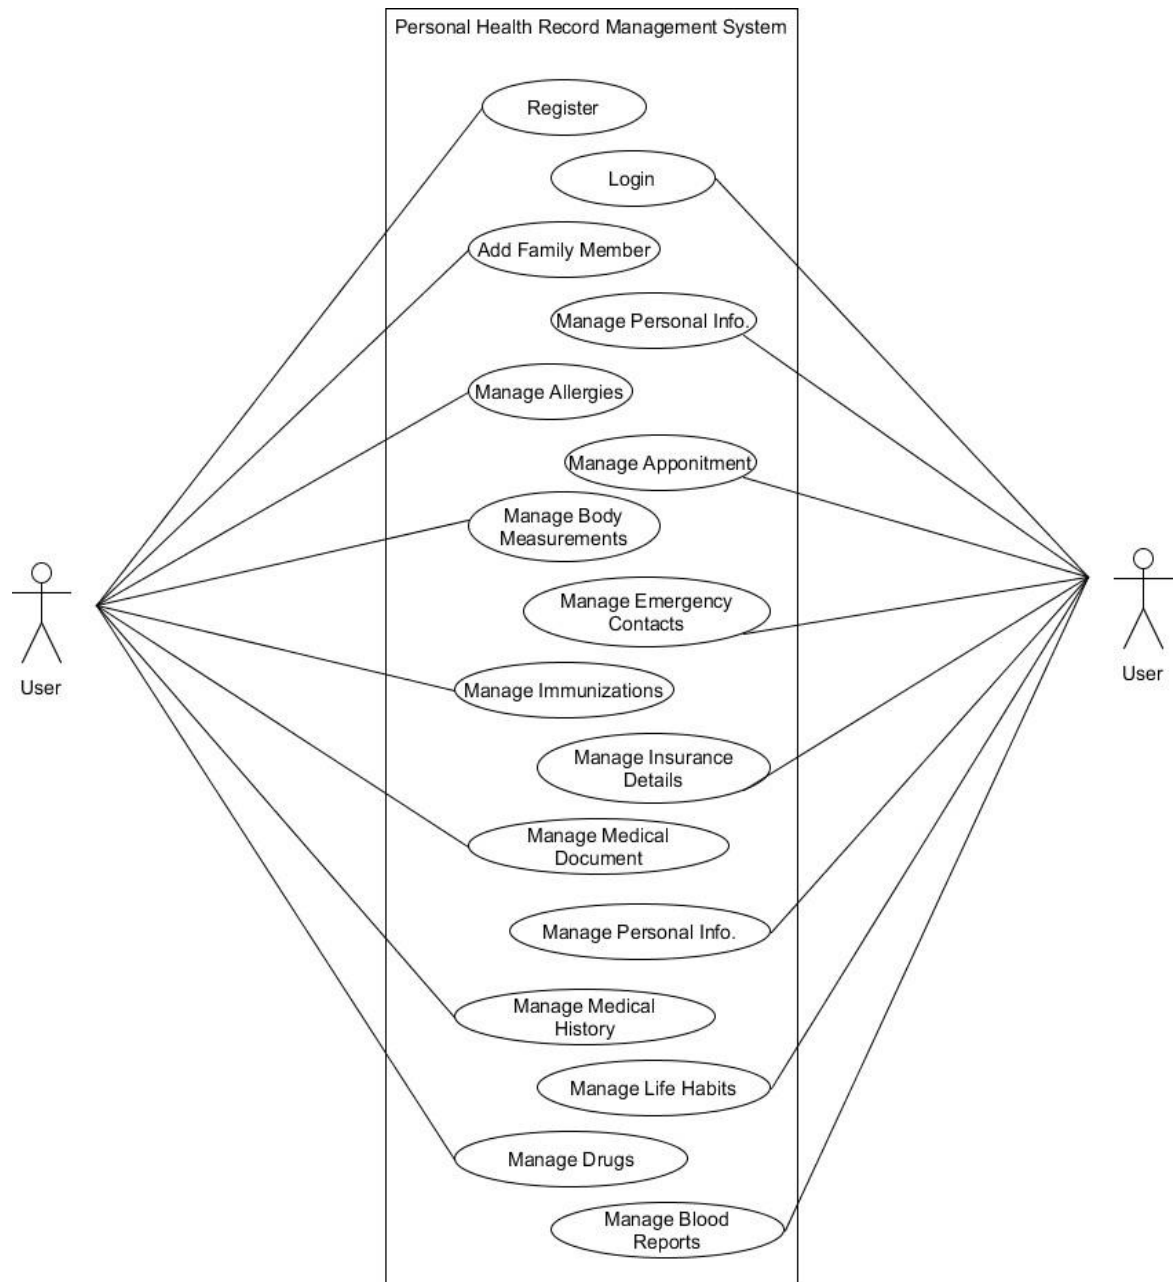 Personal Health Record Management System
Register
Login
Add Family Member
Manage Personal Info.
Manage Allergies
Manage Apponitment
Manage Body
Measurements
Manage Emergency
Contacts
User
User
Manage Immunizations
Manage Insurance
Details
Manage Medical
Document
Manage Personal Info.
Manage Medical
History
Manage Life Habits
Manage Drugs
Manage Blood
Reports